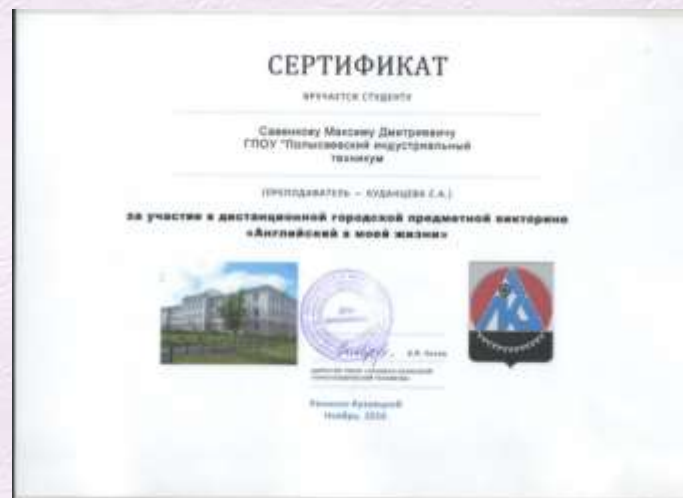 СЕРТИФИКАТ
ВРУЧАЕТСЯ СТУДЕНТУ
Савенкову Максиму Дмитриевичу
ГПОУ "Полысаевский индустриальный
техникум
(ПРЕПОДАВАТЕЛЬ – КУДАНЦЕВА С.А.)
за участие в дистанционной городской предметной викторине
«Английский в моей жизни»
Ленинск-Кузнецкий
Ноябрь, 2016